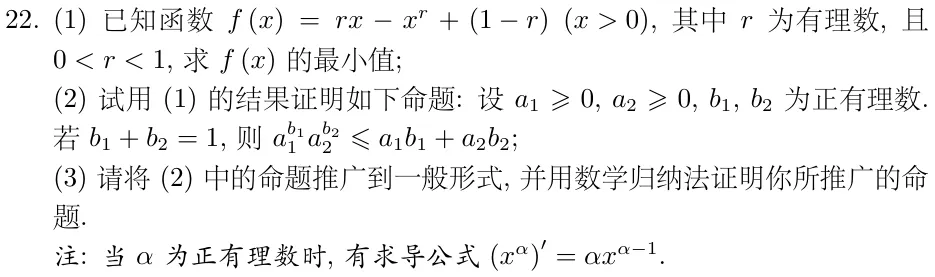 22. (1) 已知函数 f (x) = rx − x^r + (1 − r) (x > 0), 其中 r 为有理数, 且
0 < r < 1, 求 f (x) 的最小值;
(2) 试用 (1) 的结果证明如下命题: 设 a₁ ⩾ 0, a₂ ⩾ 0, b₁, b₂ 为正有理数.
若 b₁ + b₂ = 1, 则 a₁^{b₁}a₂^{b₂} ⩽ a₁b₁ + a₂b₂;
(3) 请将 (2) 中的命题推广到一般形式, 并用数学归纳法证明你所推广的命
题.
注: 当 α 为正有理数时, 有求导公式 (x^α)′ = αx^{α−1}.